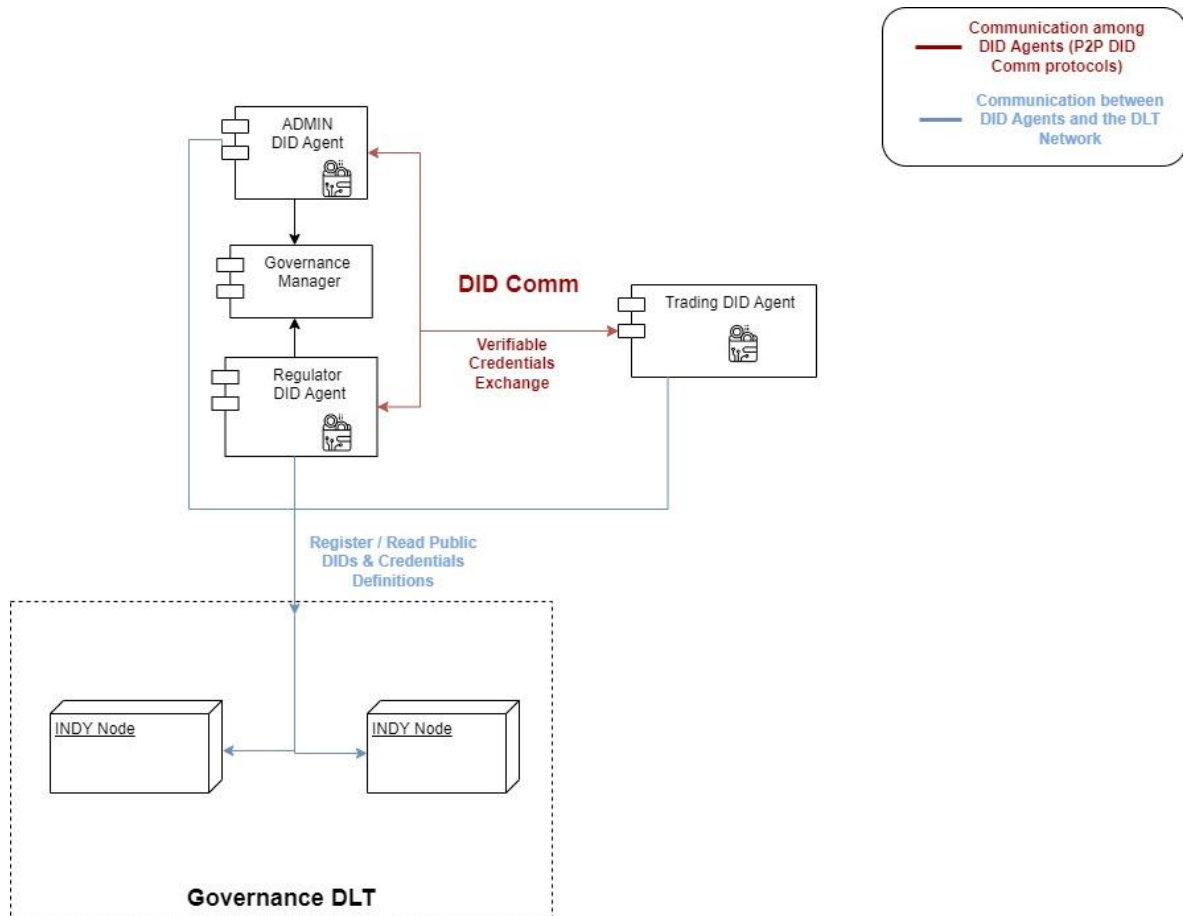 Communication among
DID Agents (P2P DID
Comm protocols)
Communication between
DID Agents and the DLT
Network
ADMIN
DID Agent
Governance
Manager
DID Comm
Trading DID Agent
Verifiable
Credentials
Exchange
Regulator
DID Agent
Register / Read Public
DIDs & Credentials
Definitions
INDY Node
INDY Node
Governance DLT